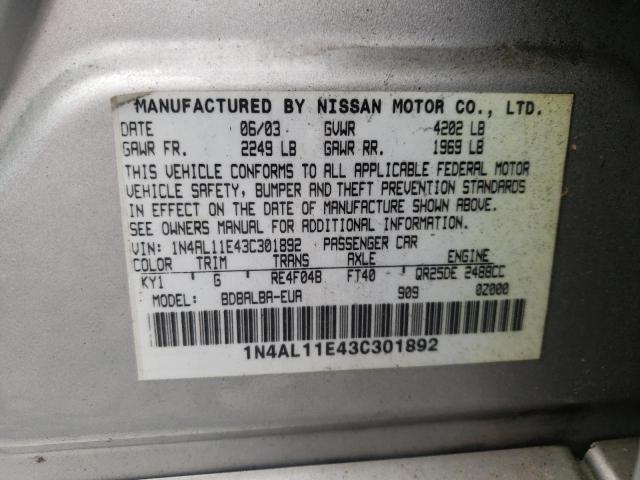 MANUFACTURED BY NISSAN MOTOR CO., LTD.
DATE 06/03 GVWR 4202 LB
GAWR FR. 2249 LB GAWR RR. 1969 LB
THIS VEHICLE CONFORMS TO ALL APPLICABLE FEDERAL MOTOR
VEHICLE SAFETY, BUMPER AND THEFT PREVENTION STANDARDS
IN EFFECT ON THE DATE OF MANUFACTURE SHOWN ABOVE.
SEE OWNERS MANUAL FOR ADDITIONAL INFORMATION.
VIN: 1N4AL11E43C301892 PASSENGER CAR
COLOR TRIM TRANS AXLE ENGINE
KY1 G RE4F04B FT40 QR25DE 2488CC
MODEL: BDBALBA-EUA 909 0Z000
1N4AL11E43C301892